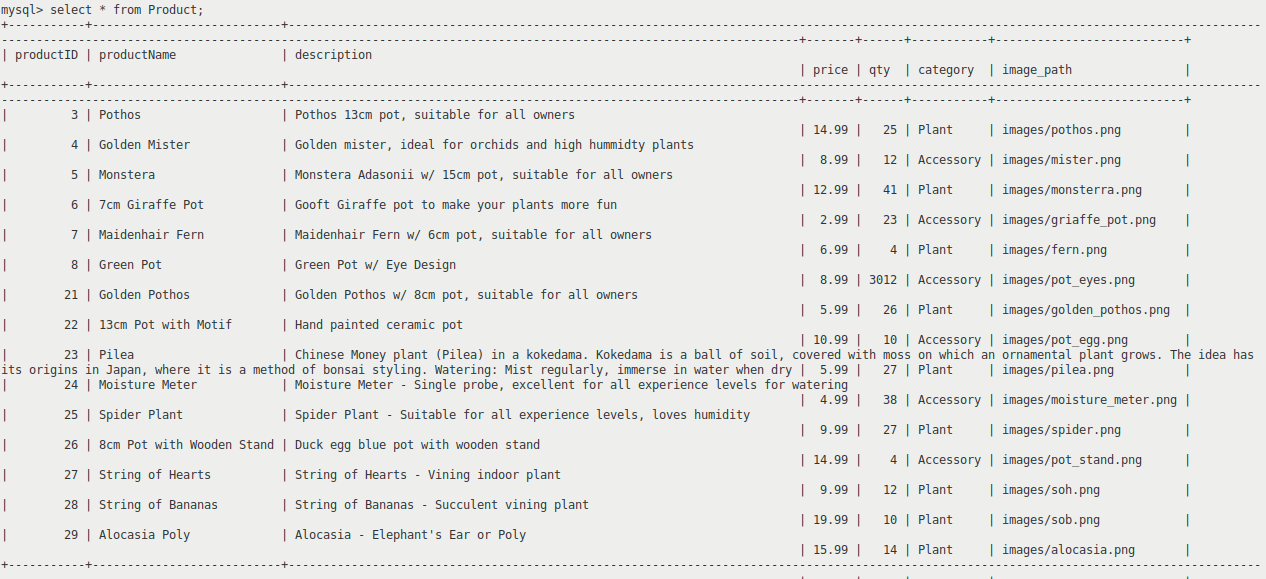 mysql> select * from Product;
+-----------+---------------------------+------------------------------------------------------------------------------------------------------------------------------------------
------------------------------------------------------------------------------------------------------------------+-------+------+-----------+---------------------------+
| productID | productName               | description
| price | qty  | category  | image_path                |
+-----------+---------------------------+------------------------------------------------------------------------------------------------------------------------------------------
------------------------------------------------------------------------------------------------------------------+-------+------+-----------+---------------------------+
|         3 | Pothos                    | Pothos 13cm pot, suitable for all owners
| 14.99 |   25 | Plant     | images/pothos.png         |
|         4 | Golden Mister             | Golden mister, ideal for orchids and high hummidty plants
|  8.99 |   12 | Accessory | images/mister.png         |
|         5 | Monstera                  | Monstera Adasonii w/ 15cm pot, suitable for all owners
| 12.99 |   41 | Plant     | images/monsterra.png      |
|         6 | 7cm Giraffe Pot           | Gooft Giraffe pot to make your plants more fun
|  2.99 |   23 | Accessory | images/griaffe_pot.png    |
|         7 | Maidenhair Fern           | Maidenhair Fern w/ 6cm pot, suitable for all owners
|  6.99 |    4 | Plant     | images/fern.png           |
|         8 | Green Pot                 | Green Pot w/ Eye Design
|  8.99 | 3012 | Accessory | images/pot_eyes.png       |
|        21 | Golden Pothos             | Golden Pothos w/ 8cm pot, suitable for all owners
|  5.99 |   26 | Plant     | images/golden_pothos.png  |
|        22 | 13cm Pot with Motif       | Hand painted ceramic pot
| 10.99 |   10 | Accessory | images/pot_egg.png        |
|        23 | Pilea                     | Chinese Money plant (Pilea) in a kokedama. Kokedama is a ball of soil, covered with moss on which an ornamental plant grows. The idea has
its origins in Japan, where it is a method of bonsai styling. Watering: Mist regularly, immerse in water when dry |  5.99 |   27 | Plant     | images/pilea.png          |
|        24 | Moisture Meter            | Moisture Meter - Single probe, excellent for all experience levels for watering
|  4.99 |   38 | Accessory | images/moisture_meter.png |
|        25 | Spider Plant              | Spider Plant - Suitable for all experience levels, loves humidity
|  9.99 |   27 | Plant     | images/spider.png         |
|        26 | 8cm Pot with Wooden Stand | Duck egg blue pot with wooden stand
| 14.99 |    4 | Accessory | images/pot_stand.png      |
|        27 | String of Hearts          | String of Hearts - Vining indoor plant
|  9.99 |   12 | Plant     | images/soh.png            |
|        28 | String of Bananas         | String of Bananas - Succulent vining plant
| 19.99 |   10 | Plant     | images/sob.png            |
|        29 | Alocasia Poly             | Alocasia - Elephant's Ear or Poly
| 15.99 |   14 | Plant     | images/alocasia.png       |
+-----------+---------------------------+------------------------------------------------------------------------------------------------------------------------------------------